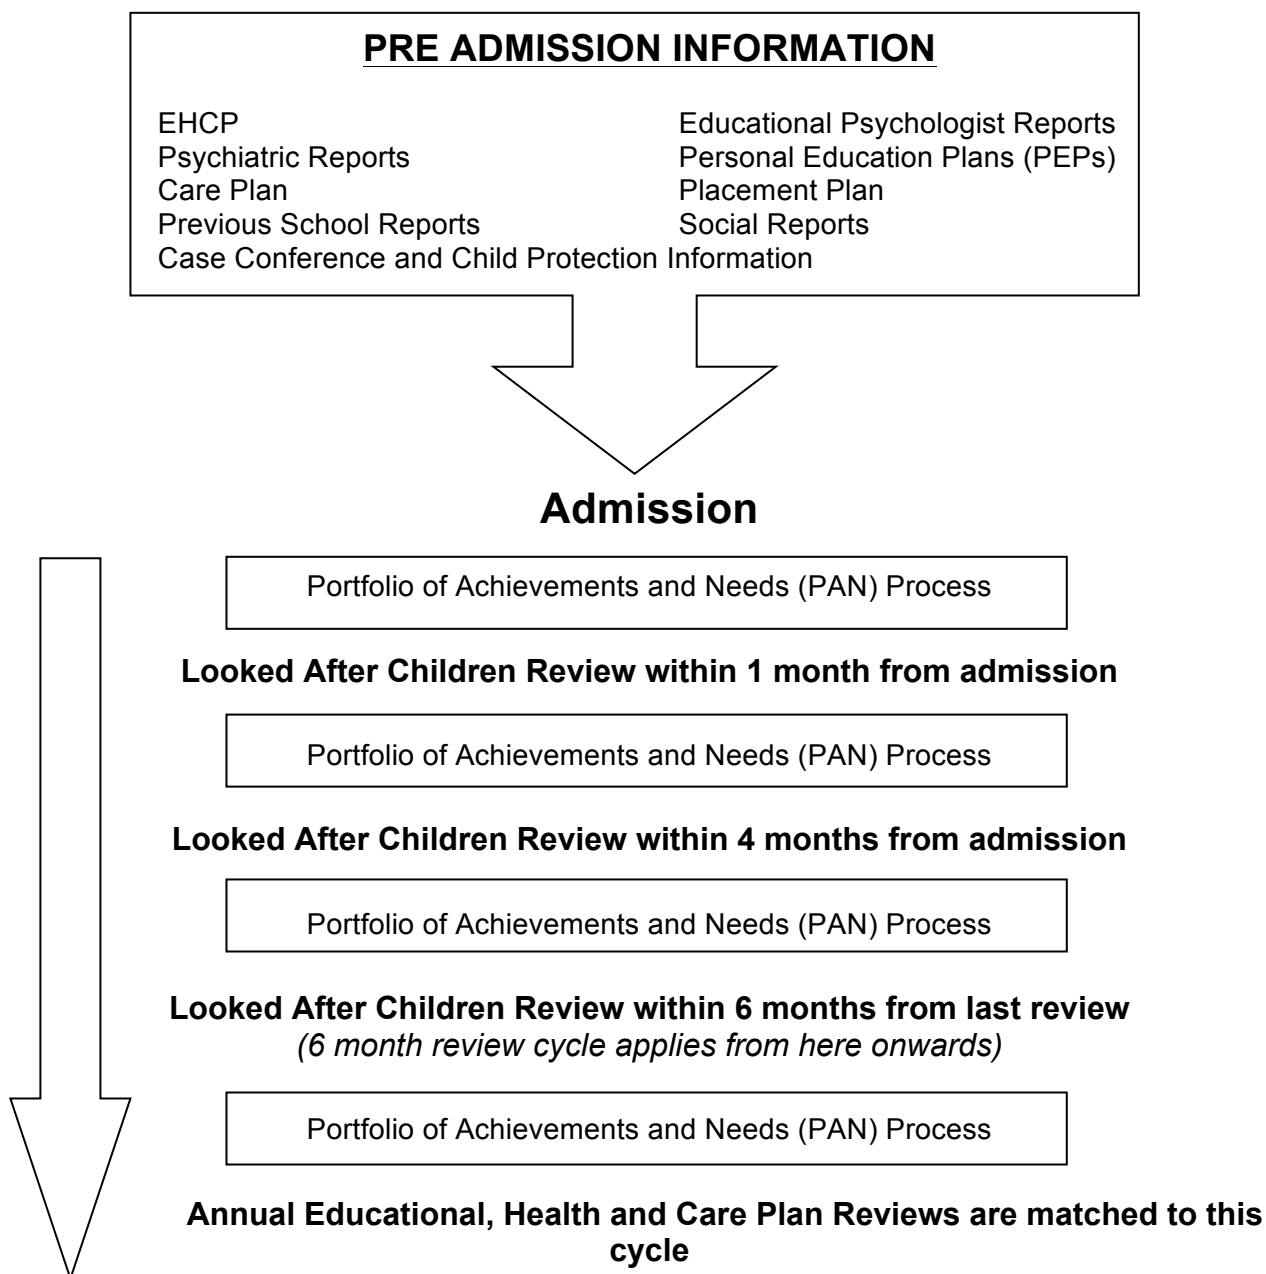 PRE ADMISSION INFORMATION
EHCP
Psychiatric Reports
Care Plan
Previous School Reports
Case Conference and Child Protection Information
Educational Psychologist Reports
Personal Education Plans (PEPs)
Placement Plan
Social Reports
Admission
Portfolio of Achievements and Needs (PAN) Process
Looked After Children Review within 1 month from admission
Portfolio of Achievements and Needs (PAN) Process
Looked After Children Review within 4 months from admission
Portfolio of Achievements and Needs (PAN) Process
Looked After Children Review within 6 months from last review
(6 month review cycle applies from here onwards)
Portfolio of Achievements and Needs (PAN) Process
Annual Educational, Health and Care Plan Reviews are matched to this
cycle